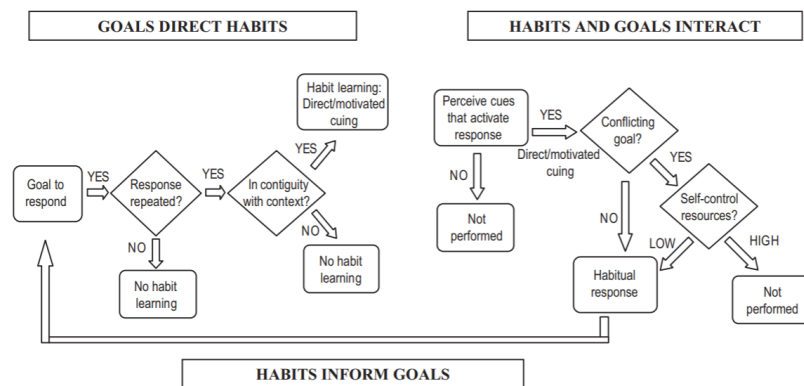 GOALS DIRECT HABITS
HABITS AND GOALS INTERACT
Goal to
respond
YES
Response
repeated?
NO
No habit
learning
YES
In contiguity
with context?
YES
Habit learning:
Direct/motivated
cuing
NO
No habit
learning
Perceive cues
that activate
response
YES
Direct/motivated
cuing
NO
Not
performed
Conflicting
goal?
YES
NO
Self-control
resources?
LOW
HIGH
Habitual
response
Not
performed
HABITS INFORM GOALS